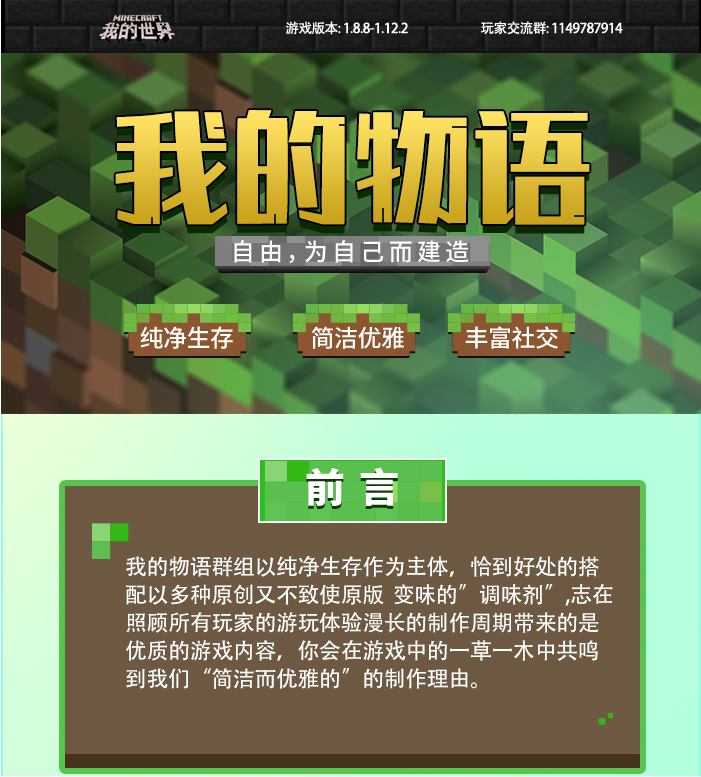 MINECRAFT
我的世界
游戏版本: 1.8.8-1.12.2
玩家交流群: 1149787914
我的物语
自由,为自己而建造
纯净生存
简洁优雅
丰富社交
前言
我的物语群组以纯净生存作为主体，恰到好处的搭
配以多种原创又不致使原版 变味的”调味剂”,志在
照顾所有玩家的游玩体验漫长的制作周期带来的是
优质的游戏内容，你会在游戏中的一草一木中共鸣
到我们“简洁而优雅的”的制作理由。